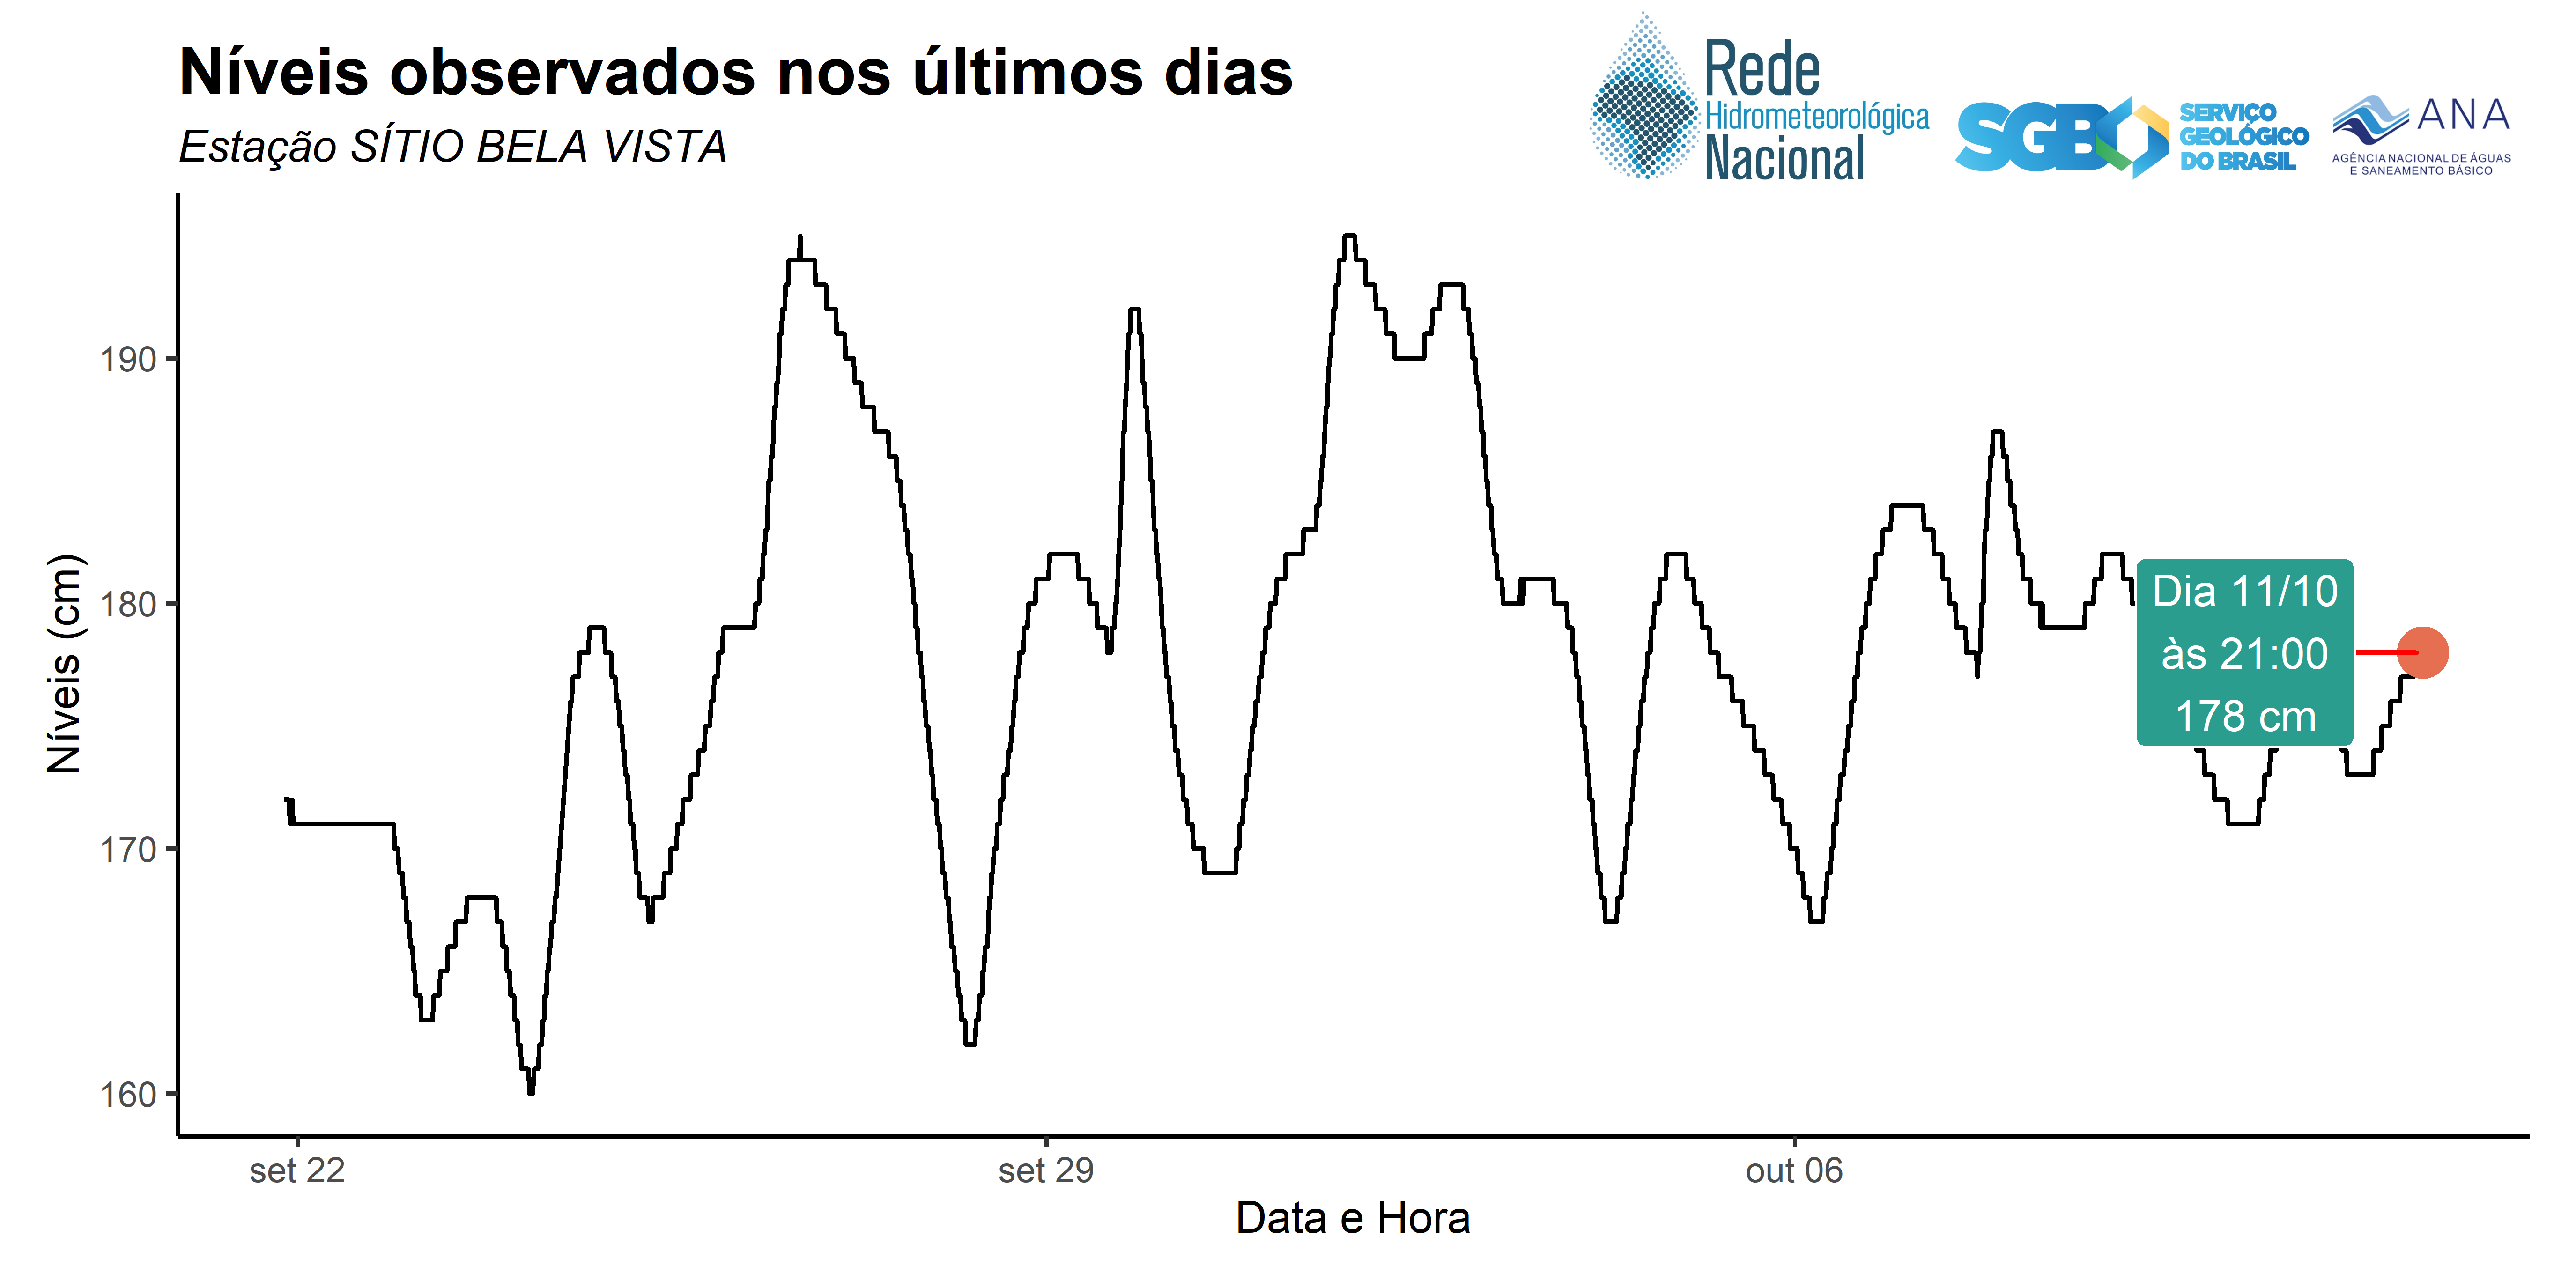 Níveis observados nos últimos dias
Estação SÍTIO BELA VISTA
Rede
Hidrometeorológica
Nacional
SGB
SERVIÇO
GEOLÓGICO
DO BRASIL
ANA
AGÊNCIA NACIONAL DE ÁGUAS
E SANEAMENTO BÁSICO
Níveis (cm)
190
180
170
160
Dia 11/10
às 21:00
178 cm
set 22
set 29
out 06
Data e Hora